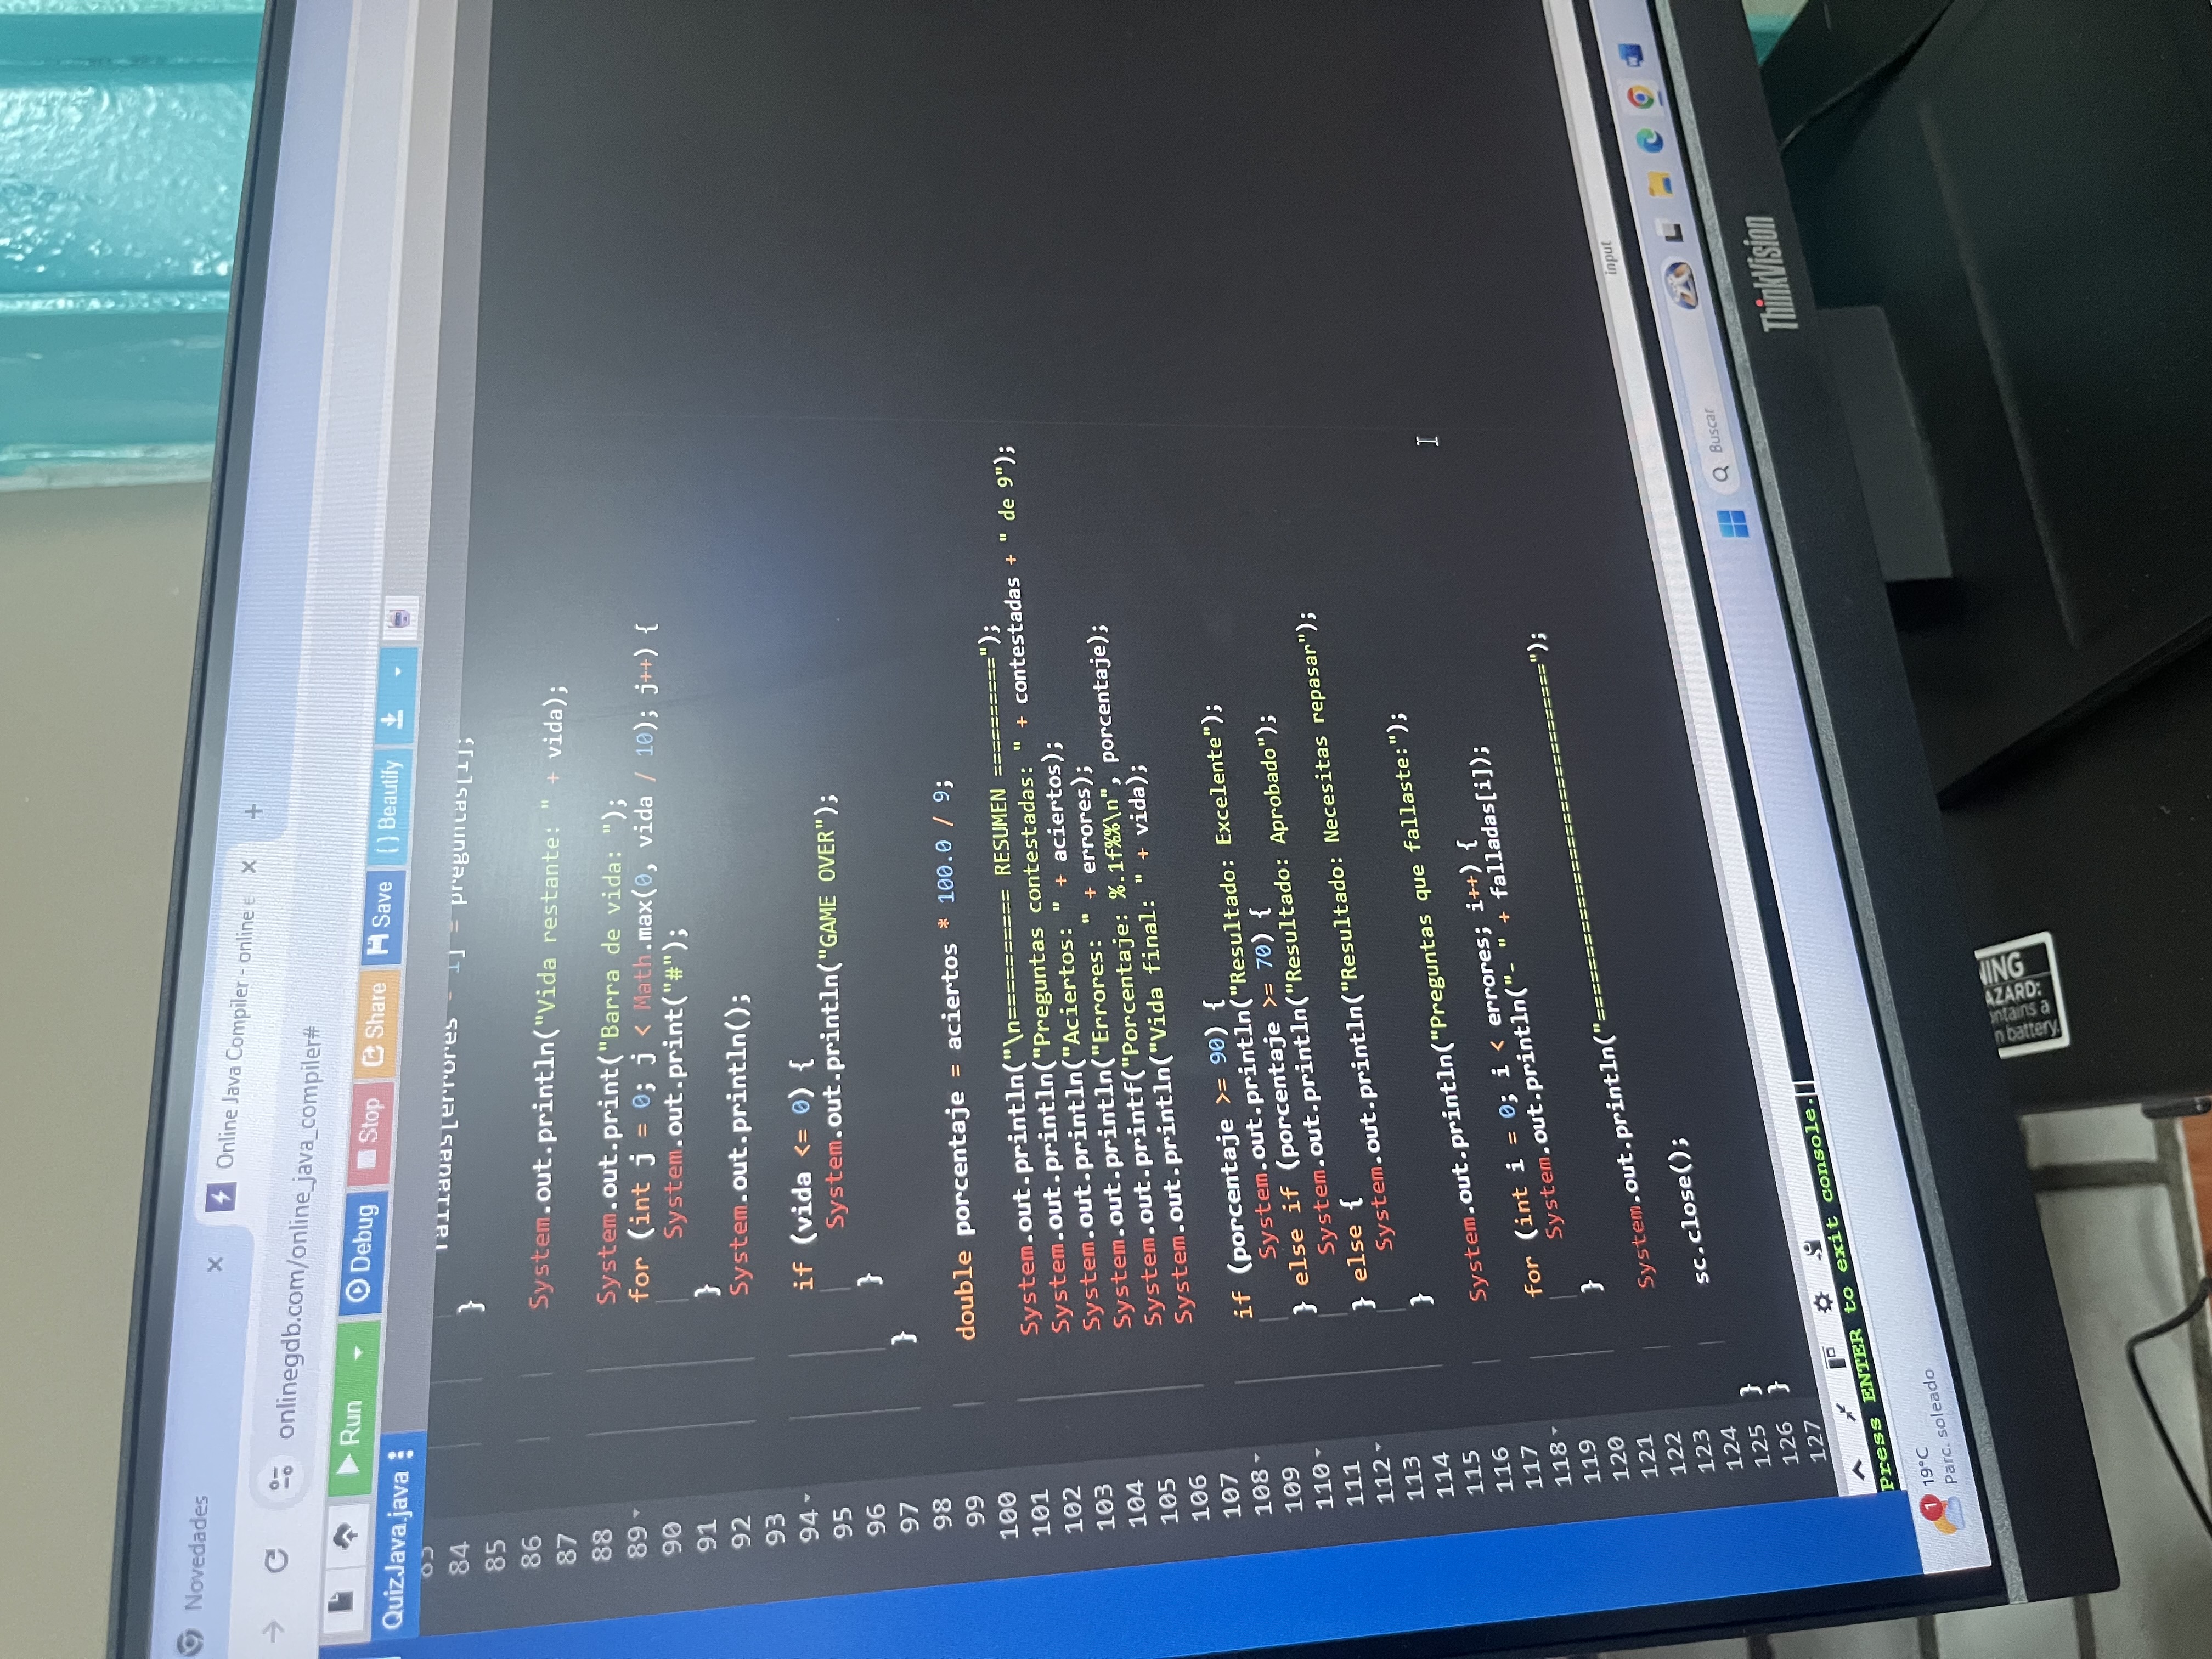 Novedades
Online Java Compiler - online e
onlinegdb.com/online_java_compiler#
Run Debug Stop Share Save { } Beautify
QuizJava.java
83 falladas[errores - 1] = preguntas[i];
84 }
85
86 System.out.println("Vida restante: " + vida);
87
88 System.out.print("Barra de vida: ");
89 for (int j = 0; j < Math.max(0, vida / 10); j++) {
90 System.out.print("#");
91 }
92 System.out.println();
93
94 if (vida <= 0) {
95 System.out.println("GAME OVER");
96 }
97 }
98
99 double porcentaje = aciertos * 100.0 / 9;
100
101 System.out.println("\n========== RESUMEN ==========");
102 System.out.println("Preguntas contestadas: " + contestadas + " de 9");
103 System.out.println("Aciertos: " + aciertos);
104 System.out.println("Errores: " + errores);
105 System.out.printf("Porcentaje: %.1f%%\n", porcentaje);
106 System.out.println("Vida final: " + vida);
107
108 if (porcentaje >= 90) {
109 System.out.println("Resultado: Excelente");
110 } else if (porcentaje >= 70) {
111 System.out.println("Resultado: Aprobado");
112 } else {
113 System.out.println("Resultado: Necesitas repasar");
114 }
115
116 System.out.println("Preguntas que fallaste:");
117
118 for (int i = 0; i < errores; i++) {
119 System.out.println("- " + falladas[i]);
120 }
121
122 System.out.println("=============================");
123
124 sc.close();
125 }
126 }
127
input
Press ENTER to exit console.
1 19°C
Parc. soleado
Buscar
ThinkVision
AZARD:
ntains a
n battery